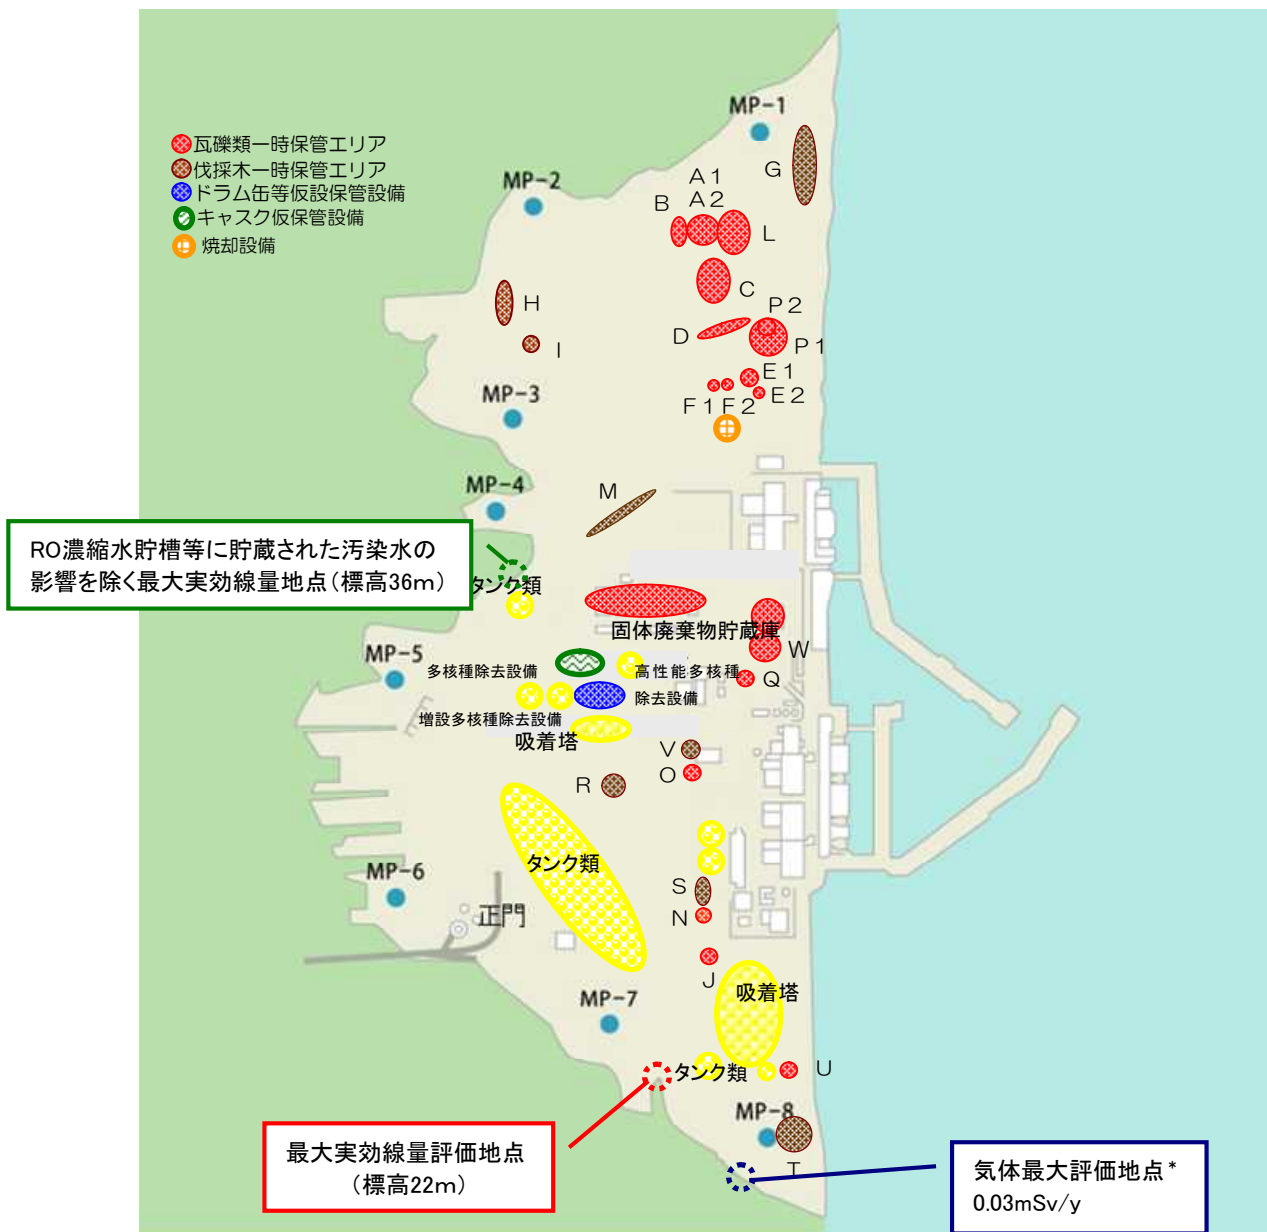 MP-1
瓦礫類一時保管エリア
伐採木一時保管エリア
ドラム缶等仮設保管設備
キャスク仮保管設備
焼却設備
MP-2
G
A1
A2
B
L
C
H
P2
D
P1
I
E1
E2
F1
F2
MP-3
MP-4
M
RO濃縮水貯槽等に貯蔵された汚染水の
影響を除く最大実効線量地点(標高36m)
タンク類
固体廃棄物貯蔵庫
W
MP-5
多核種除去設備
高性能多核種
除去設備
Q
増設多核種除去設備
吸着塔
V
O
R
タンク類
MP-6
S
正門
N
J
吸着塔
MP-7
タンク類
U
MP-8
T
最大実効線量評価地点
(標高22m)
気体最大評価地点*
0.03mSv/y